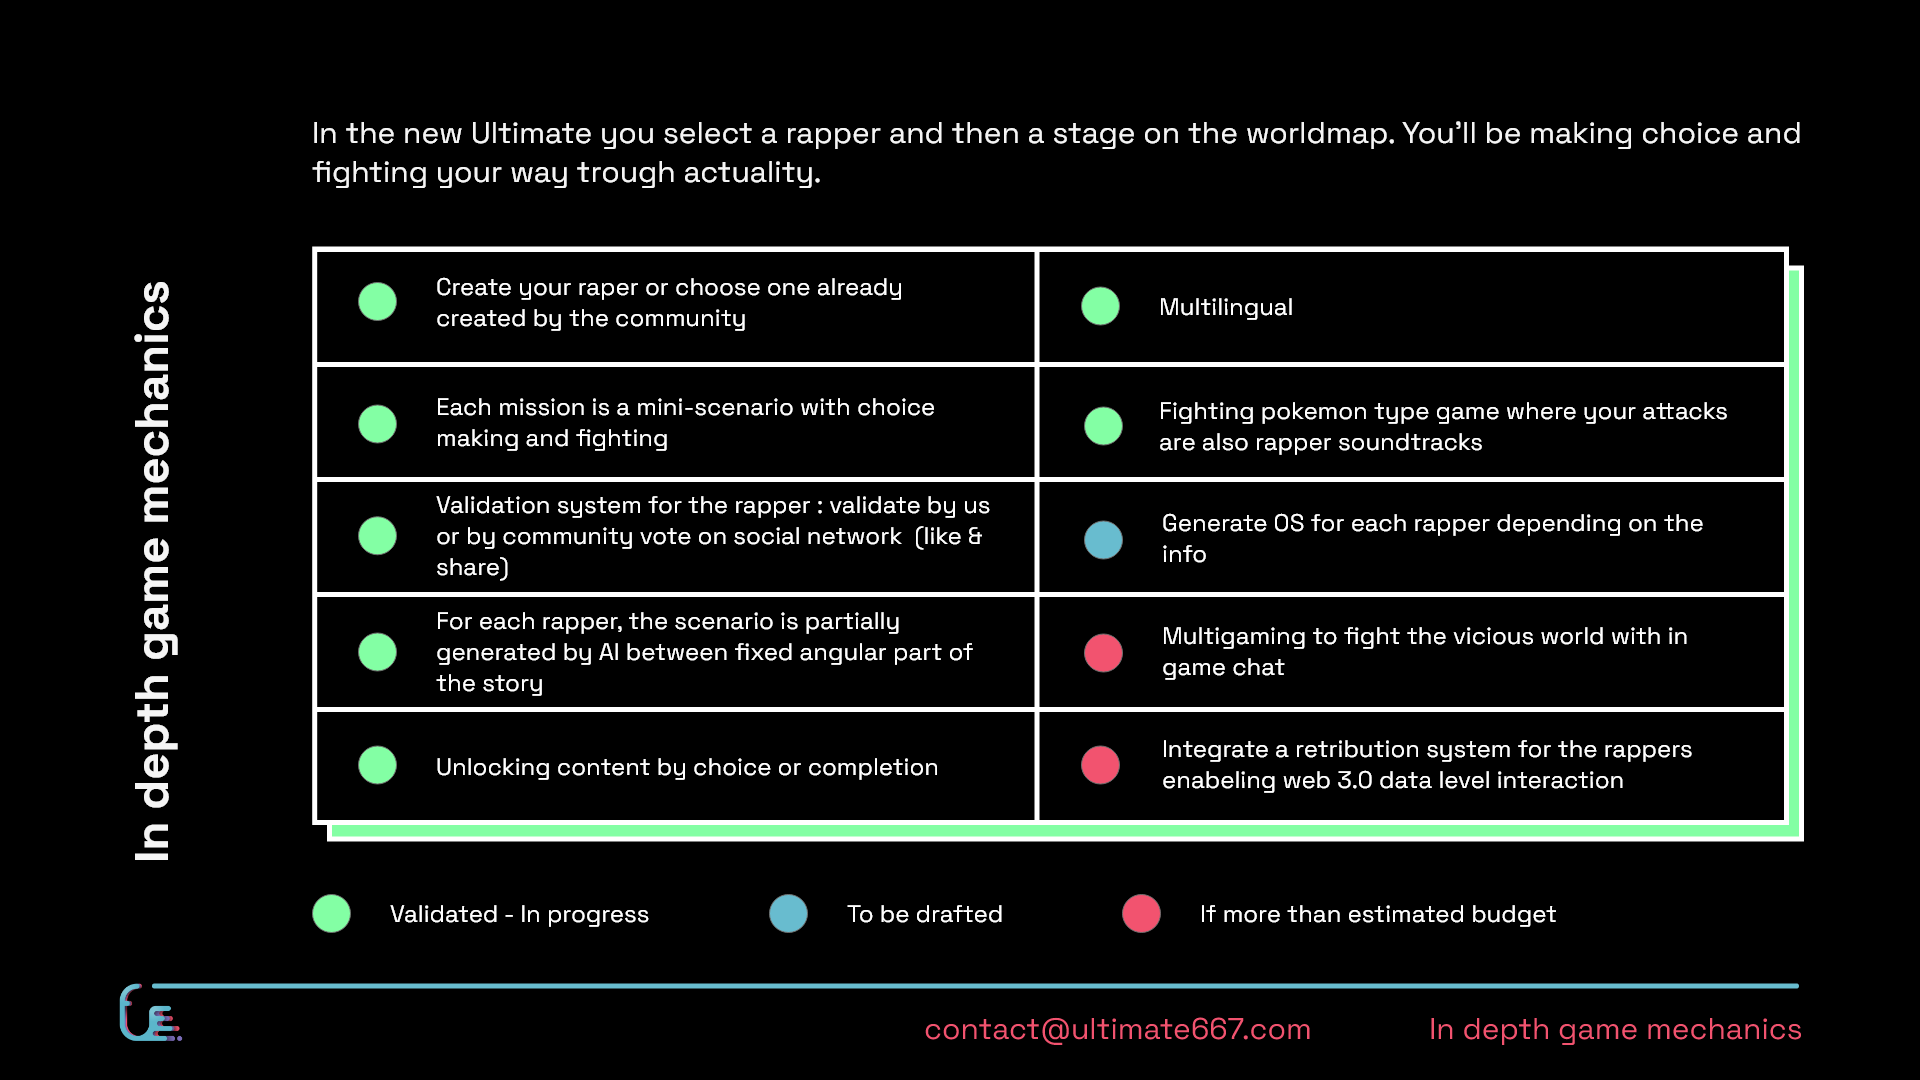 In the new Ultimate you select a rapper and then a stage on the worldmap. You'll be making choice and
fighting your way trough actuality.
In depth game mechanics
Create your raper or choose one already
created by the community
Multilingual
Each mission is a mini-scenario with choice
making and fighting
Fighting pokemon type game where your attacks
are also rapper soundtracks
Validation system for the rapper : validate by us
or by community vote on social network  (like &
share)
Generate OS for each rapper depending on the
info
For each rapper, the scenario is partially
generated by AI between fixed angular part of
the story
Multigaming to fight the vicious world with in
game chat
Unlocking content by choice or completion
Integrate a retribution system for the rappers
enabeling web 3.0 data level interaction
Validated - In progress
To be drafted
If more than estimated budget
contact@ultimate667.com
In depth game mechanics